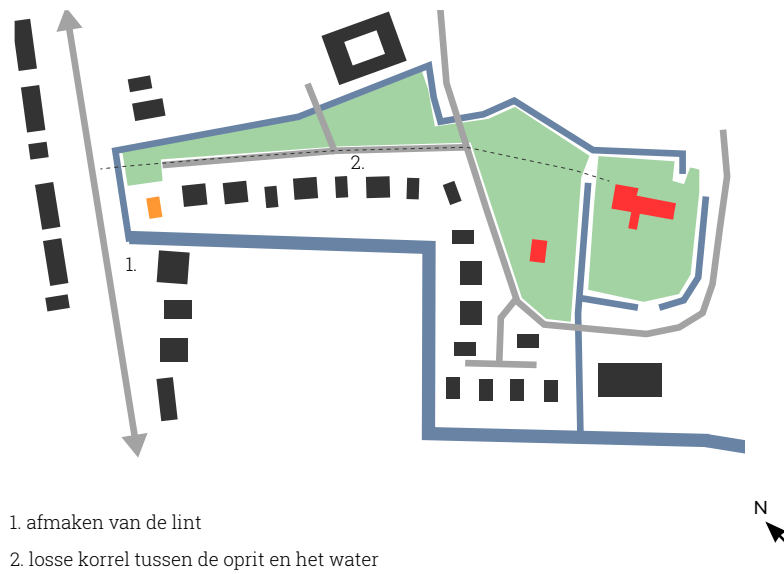 2.
1.
N
1. afmaken van de lint
2. losse korrel tussen de oprit en het water